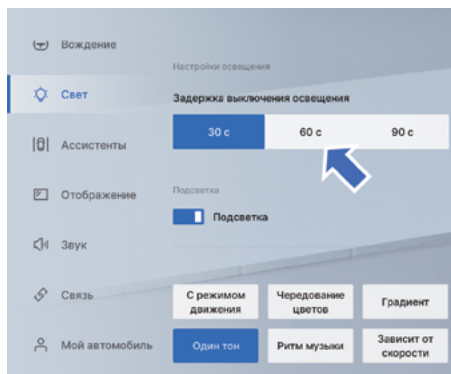 Вождение
Свет
Ассистенты
Отображение
Звук
Связь
Мой автомобиль
Настройки освещения
Задержка выключения освещения
30 с
60 с
90 с
Подсветка
Подсветка
С режимом
движения
Чередование
цветов
Градиент
Один тон
Ритм музыки
Зависит от
скорости